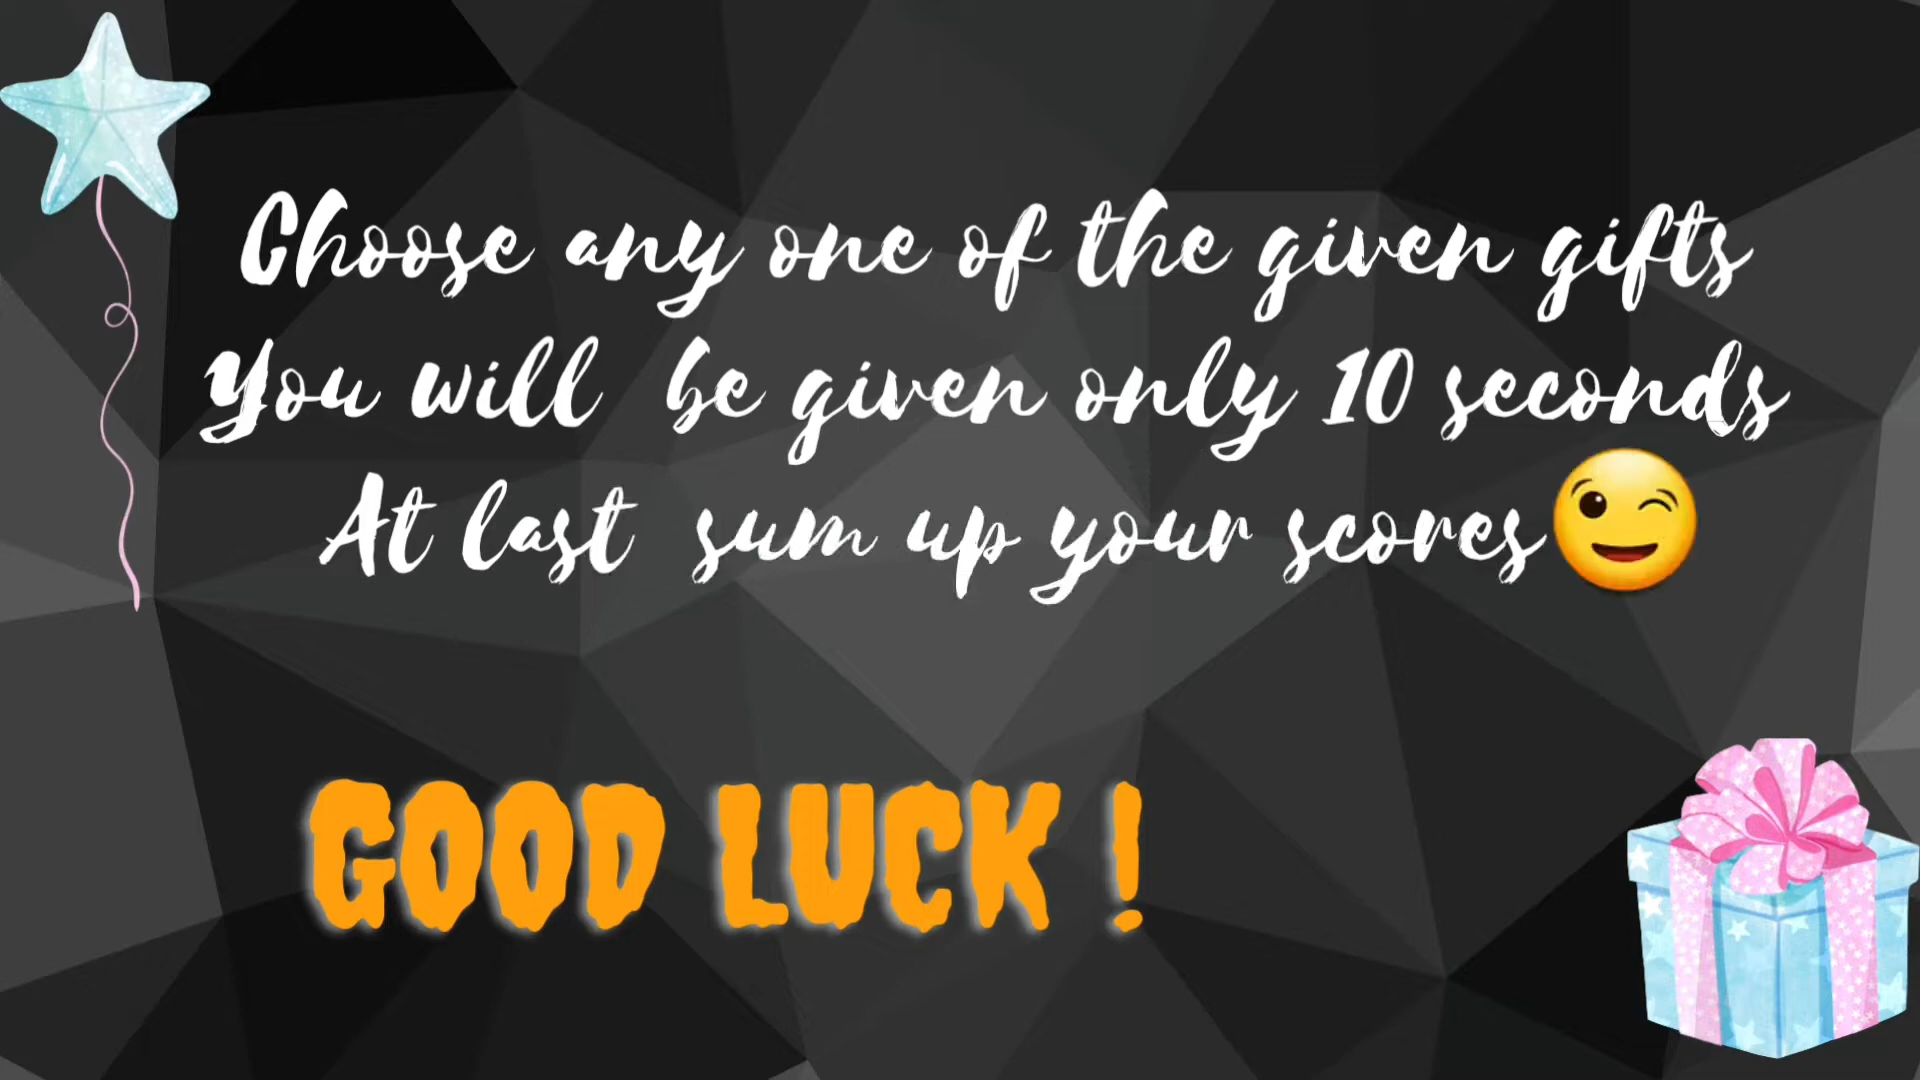 Choose any one of the given gifts
You will be given only 10 seconds
At last sum up your scores😉
GOOD LUCK !